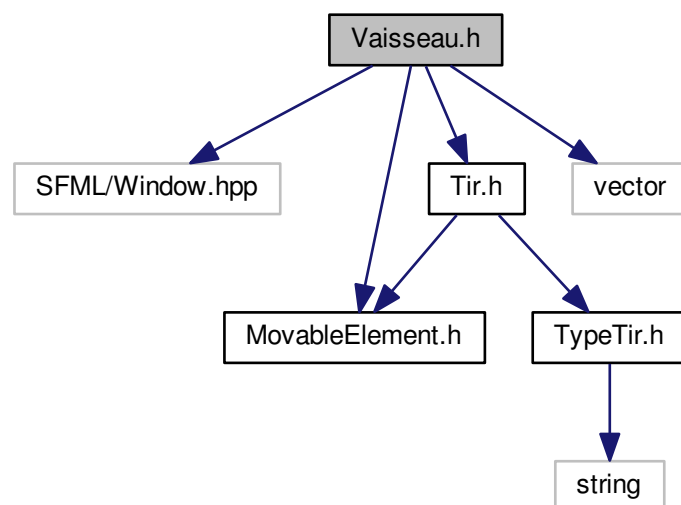 Vaisseau.h
SFML/Window.hpp
Tir.h
vector
MovableElement.h
TypeTir.h
string